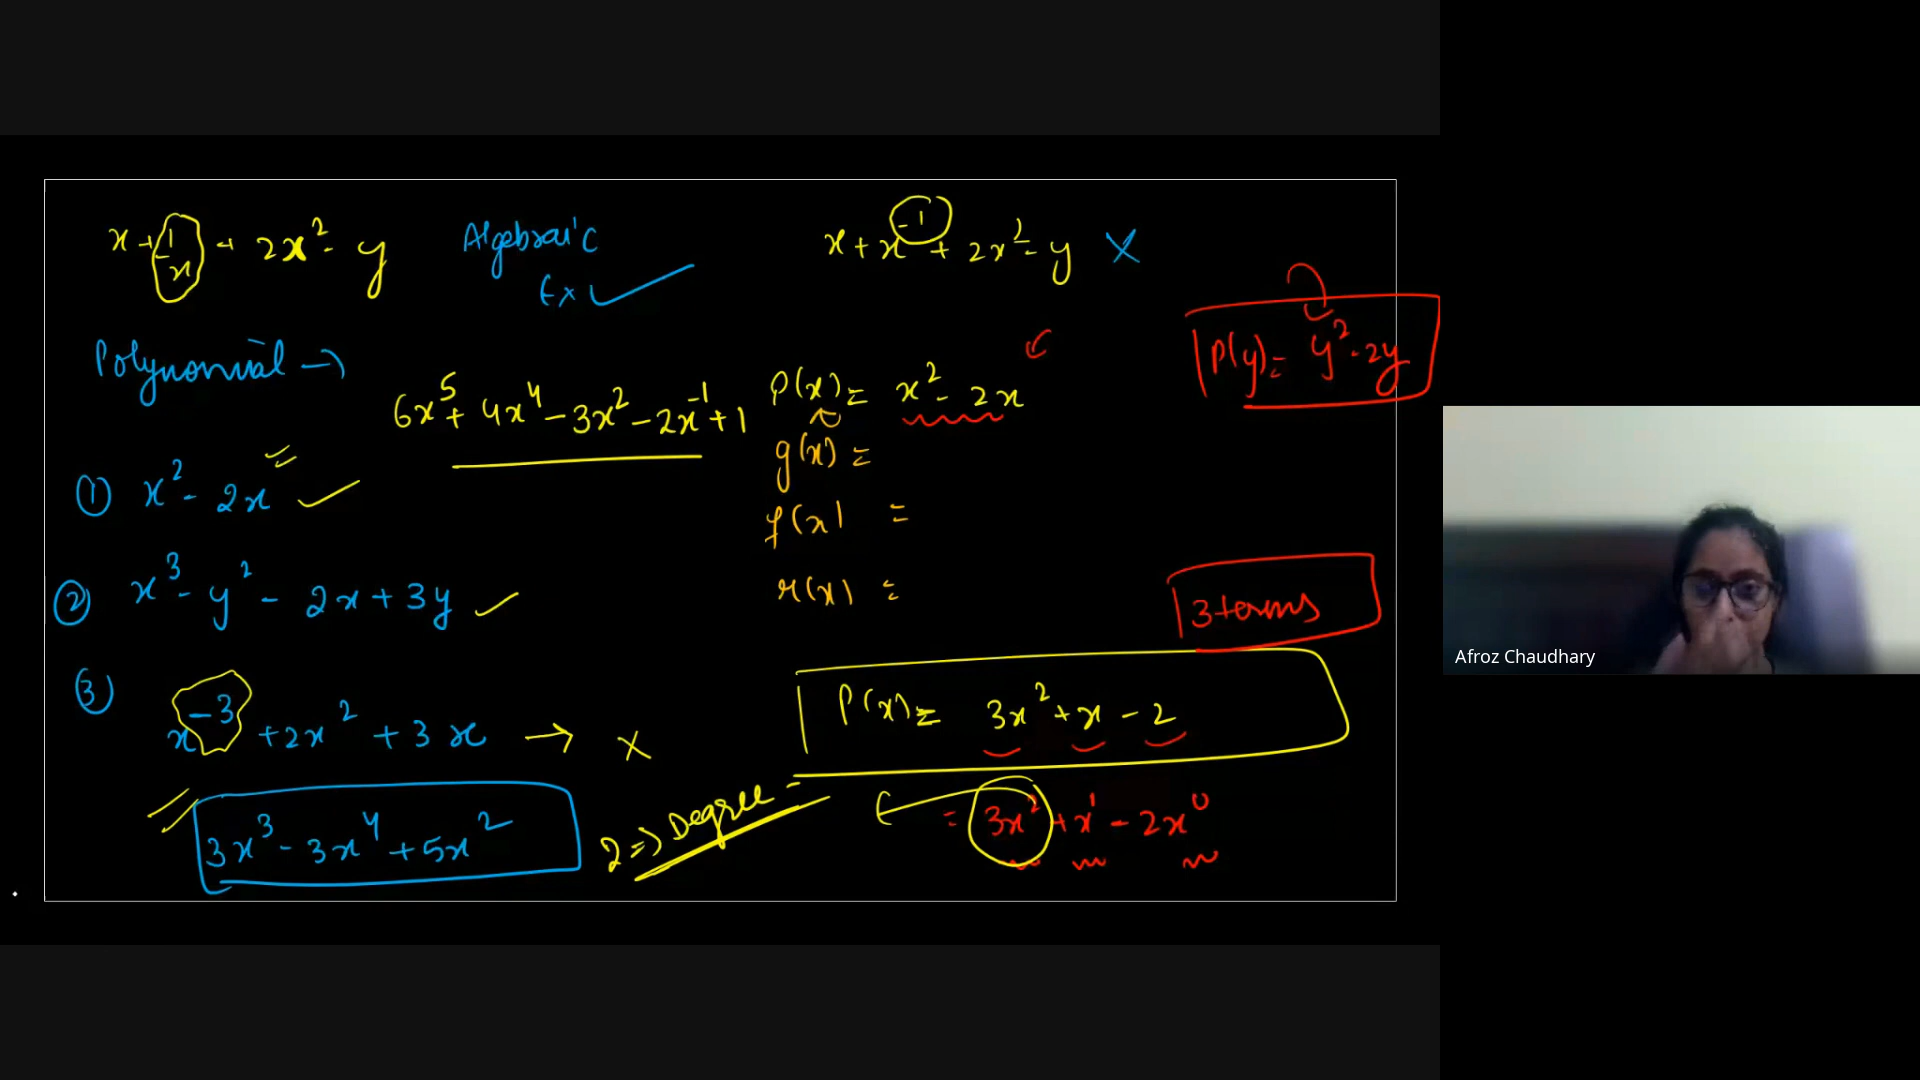 x + 1/x + 2x² - y
Algebraic
Ex
x + x⁻¹ + 2x² - y X
Polynomial →
6x⁵ + 4x⁴ - 3x² - 2x⁻¹ + 1
P(x) = x² - 2x
P(y) = y² - 2y
g(x) =
① x² - 2x ✓
f(x) =
② x³ - y² - 2x + 3y ✓
r(x) =
3 terms
③ x⁻³ + 2x² + 3x → X
P(x) = 3x² + x - 2
3x³ - 3x⁴ + 5x²
2 => Degree
= 3x² + x¹ - 2x⁰
Afroz Chaudhary